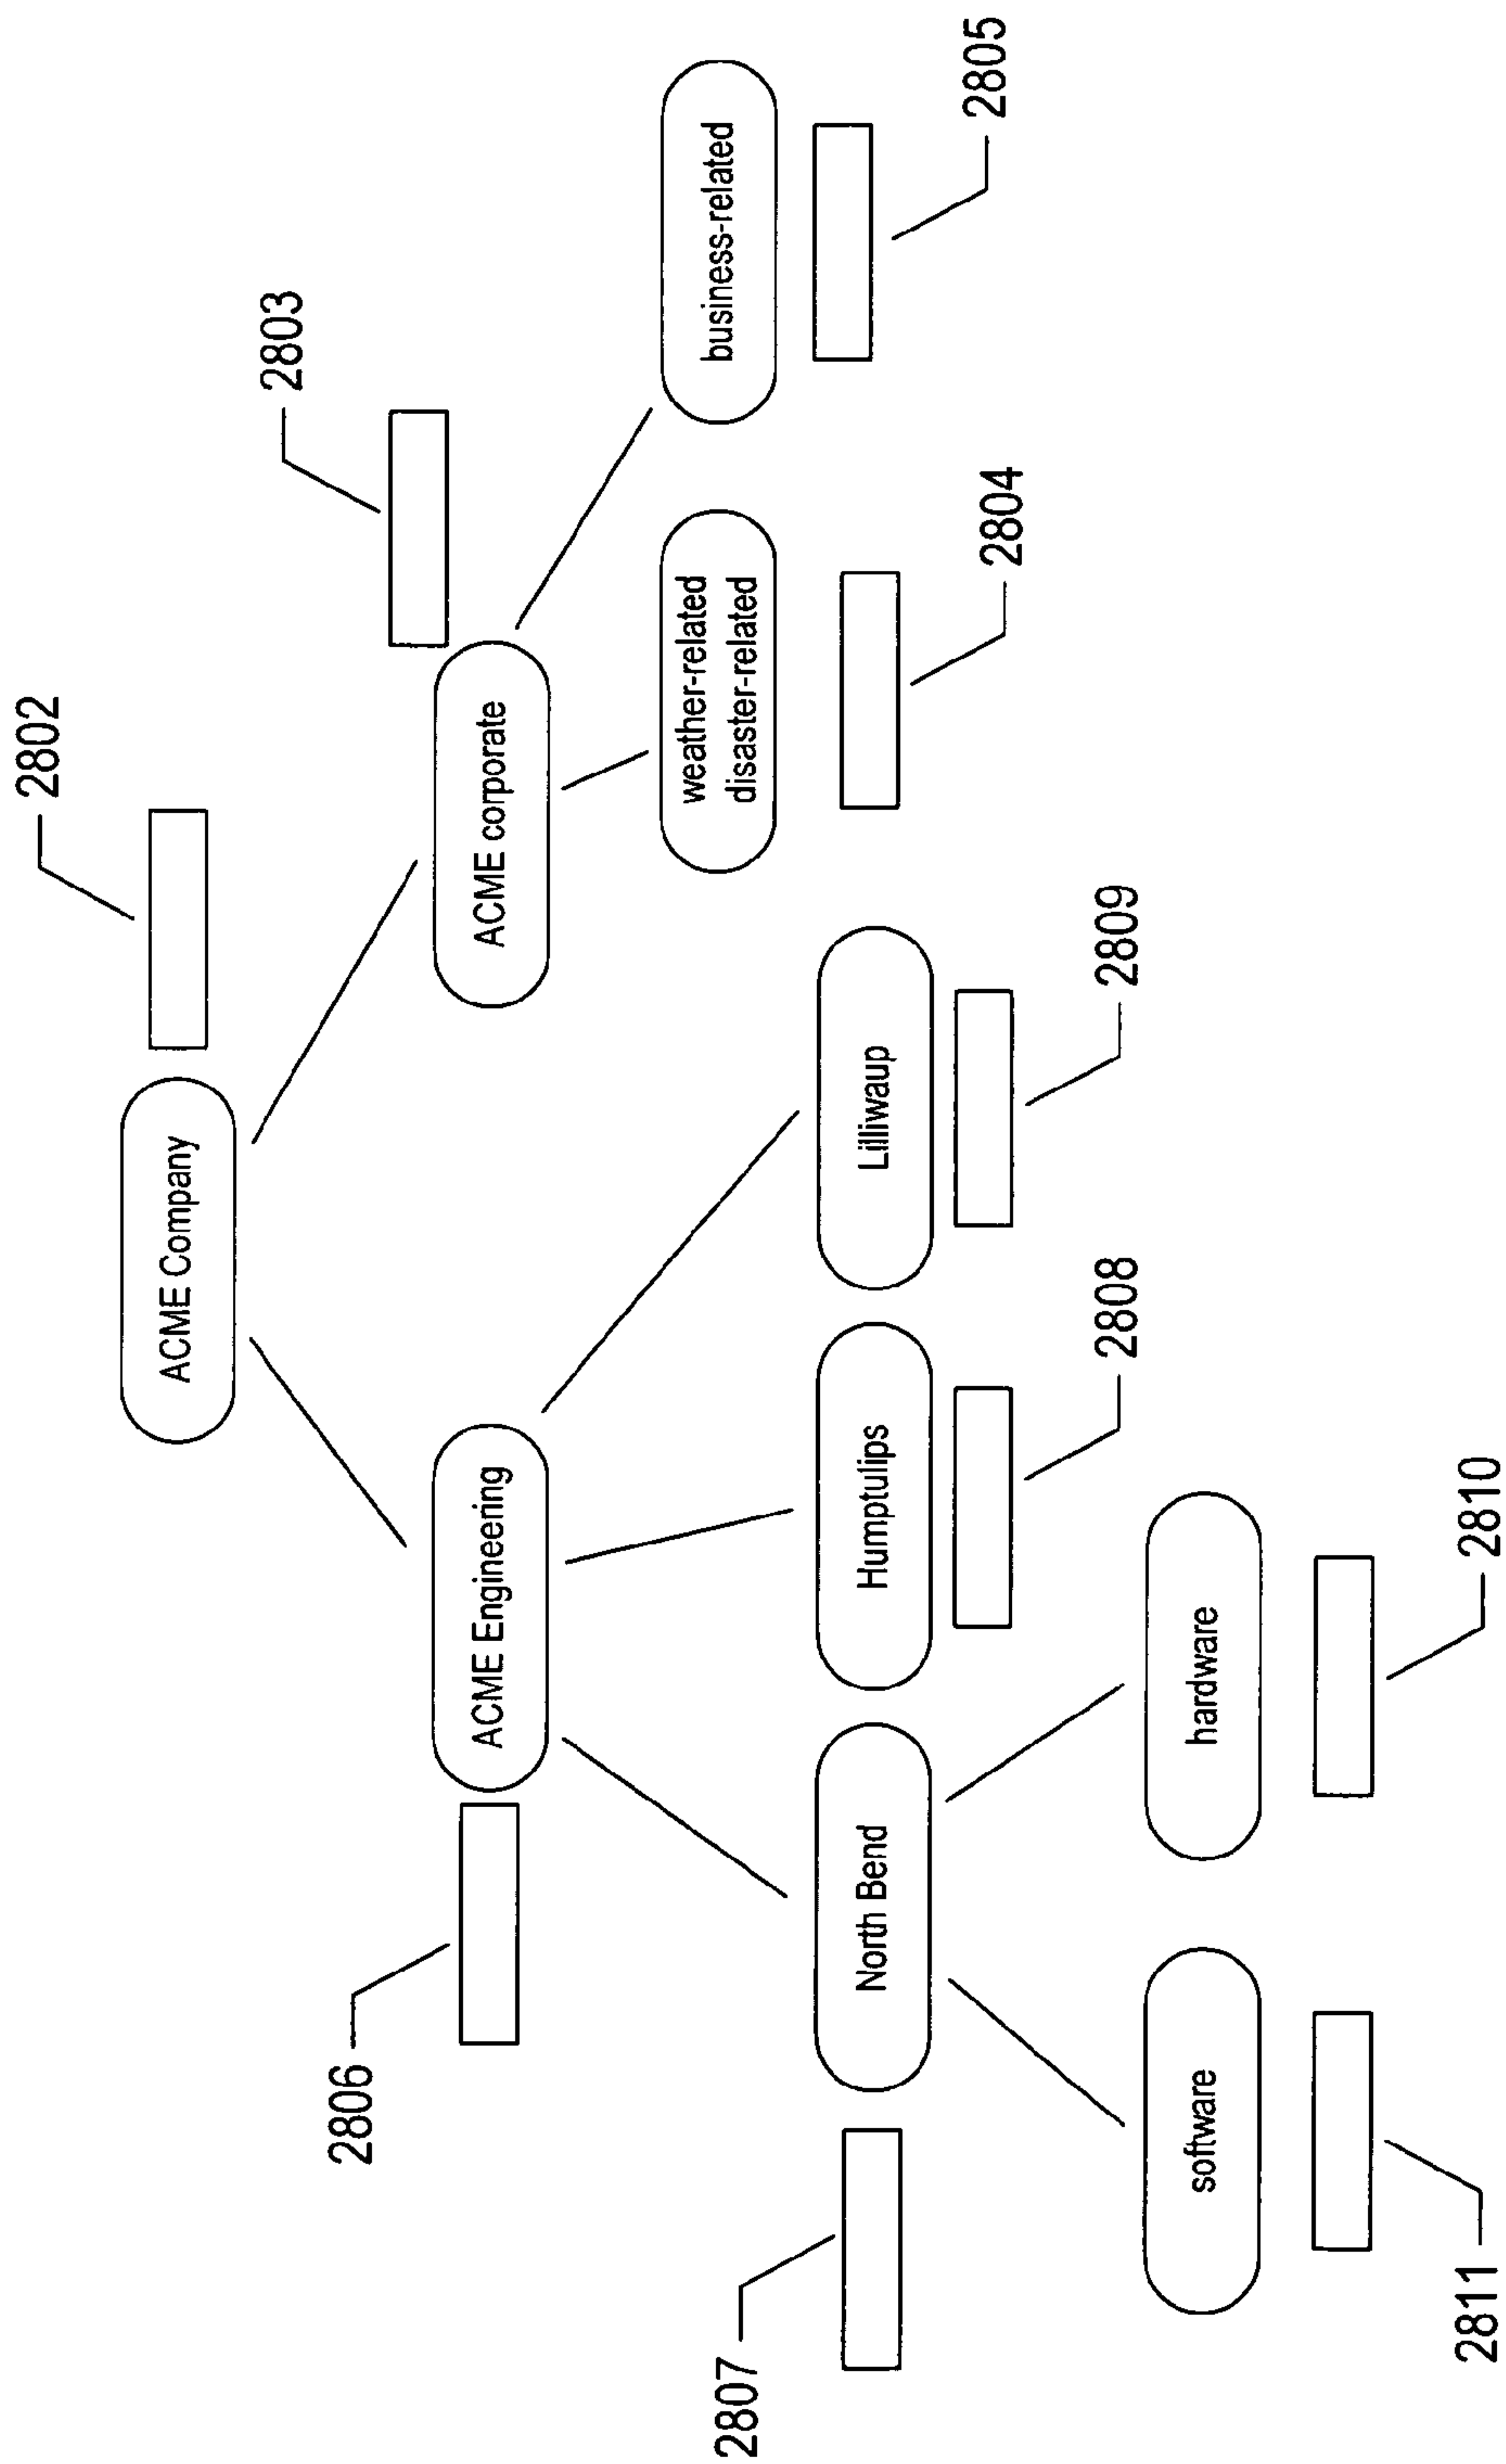 2802
ACME Company
2803
2806
ACME Engineering
ACME corporate
weather-related
disaster-related
business-related
2807
North Bend
Humptulips
Lilliwaup
2804
2805
2808
2809
software
hardware
2811
2810